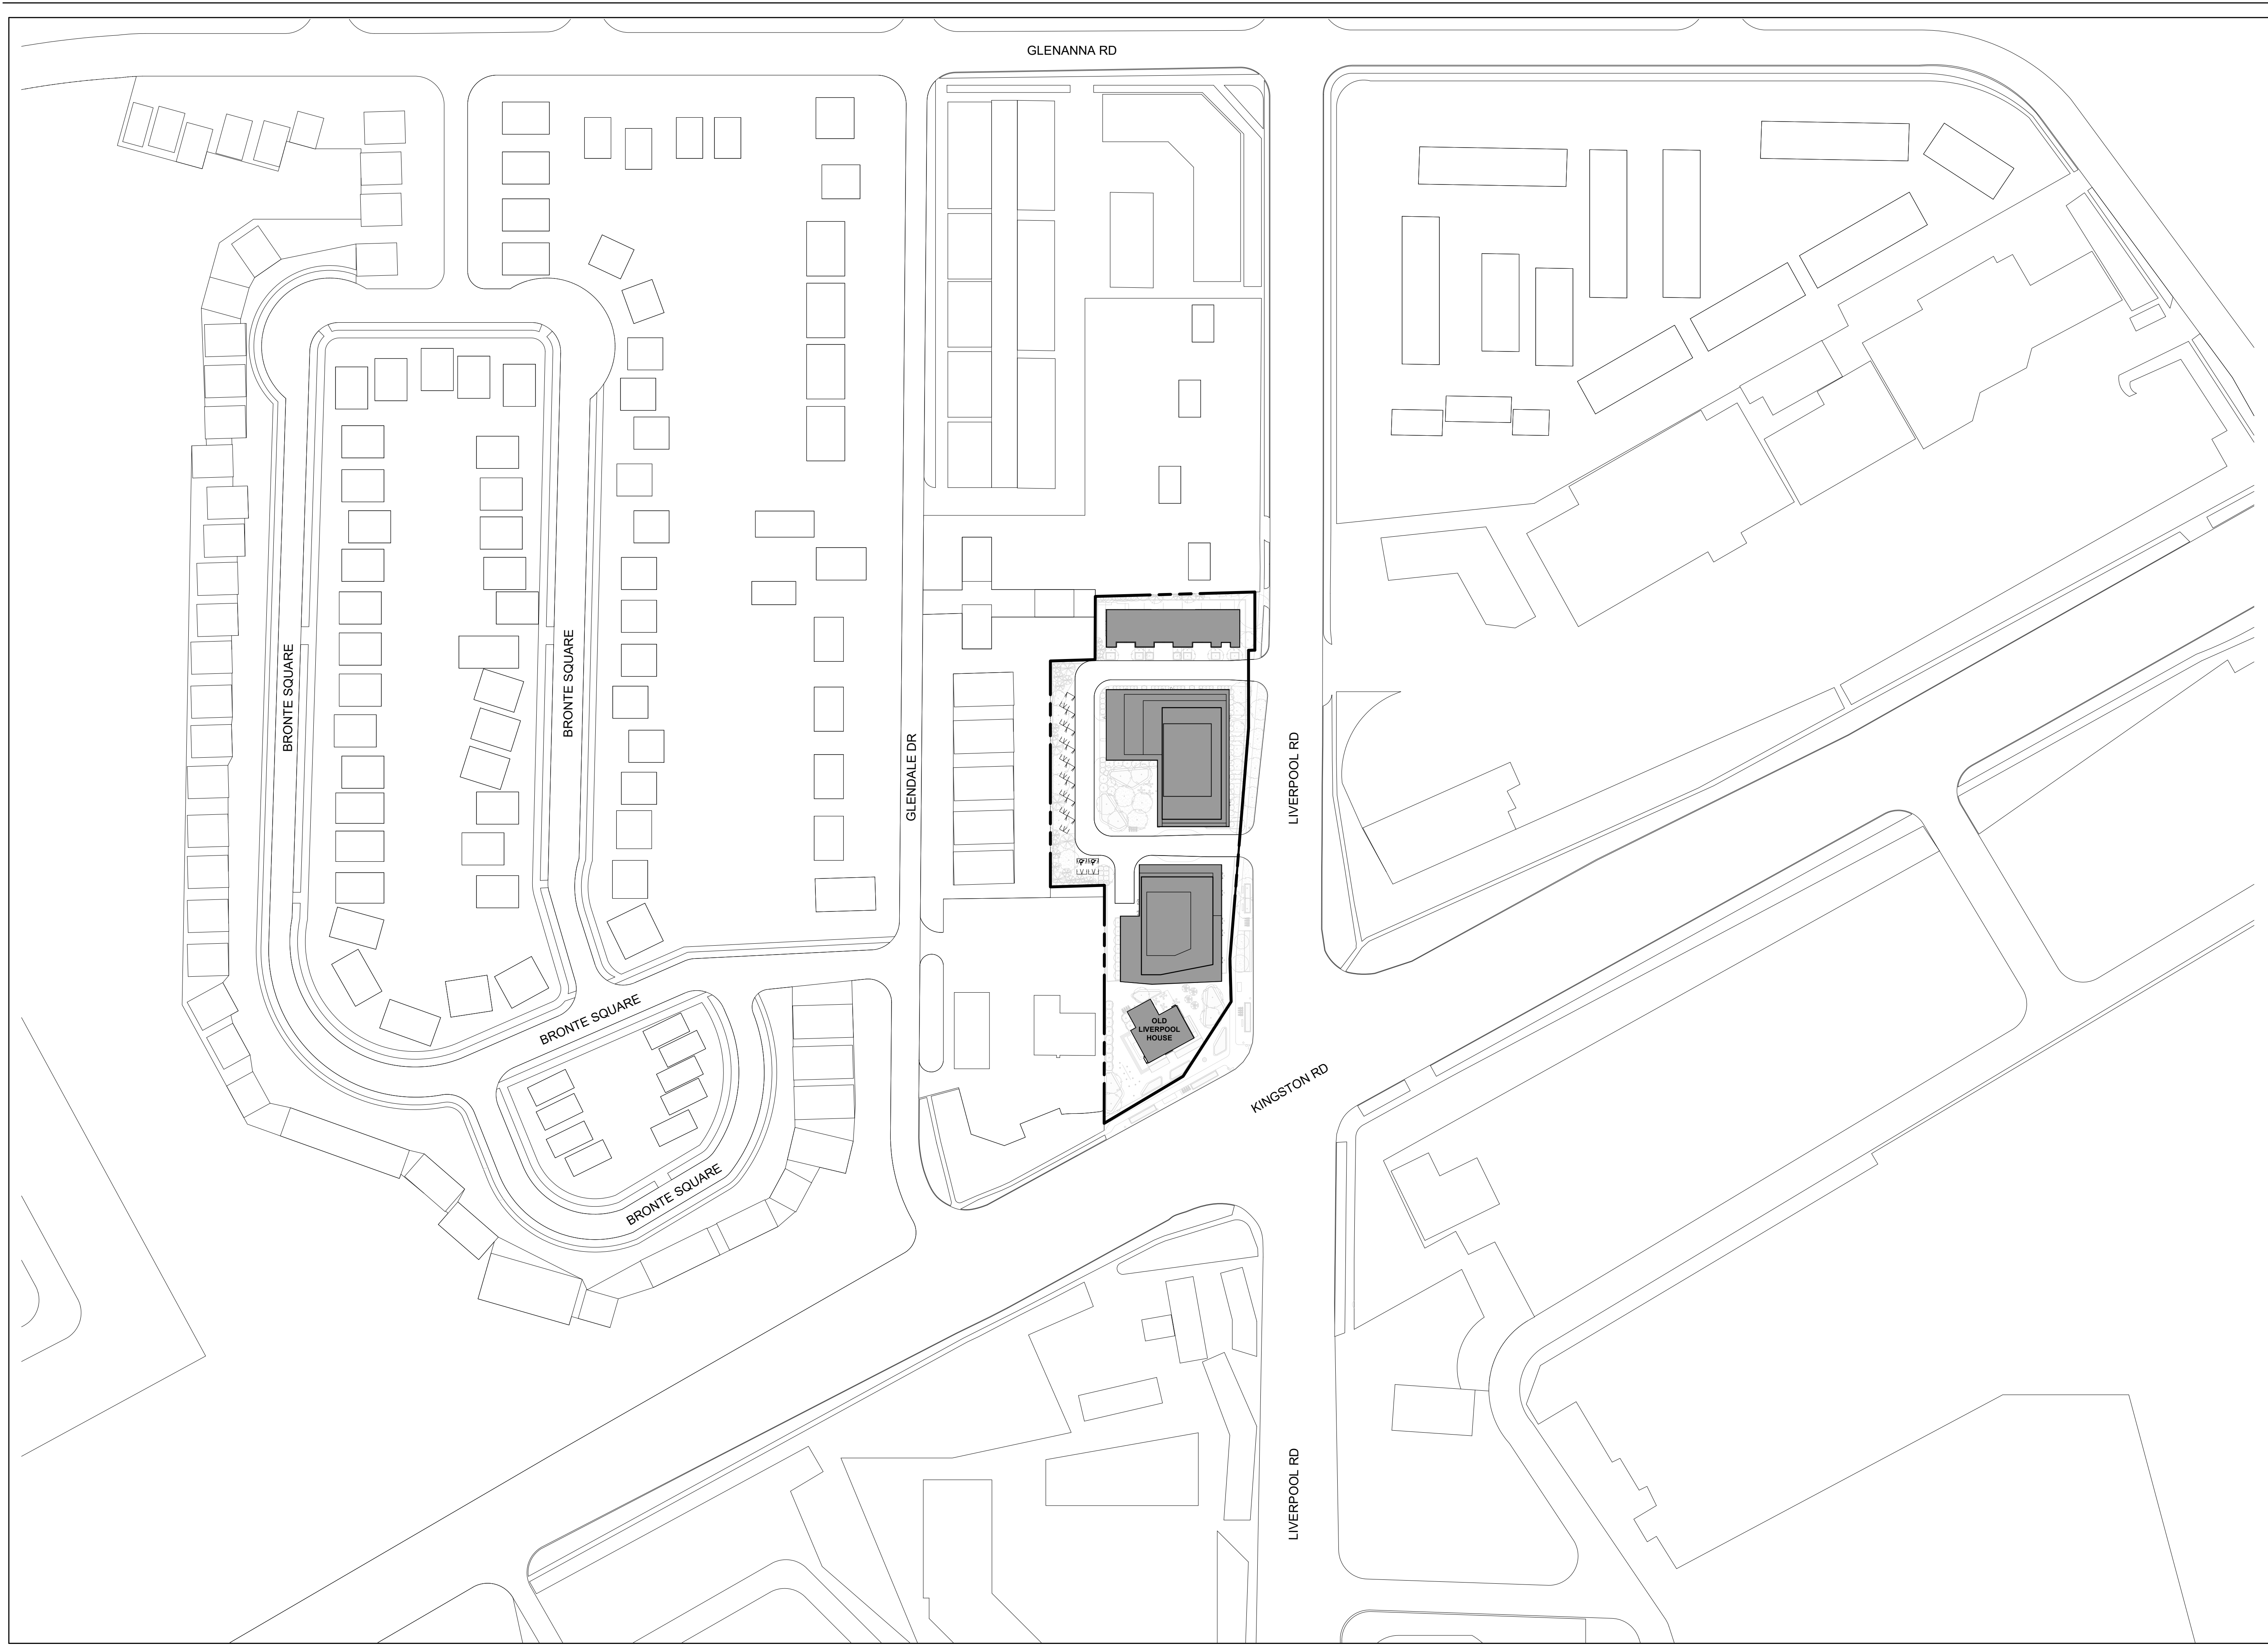 GLENANNA RD
BRONTE SQUARE
BRONTE SQUARE
GLENDALE DR
LIVERPOOL RD
OLD
LIVERPOOL
HOUSE
BRONTE SQUARE
KINGSTON RD
BRONTE SQUARE
LIVERPOOL RD